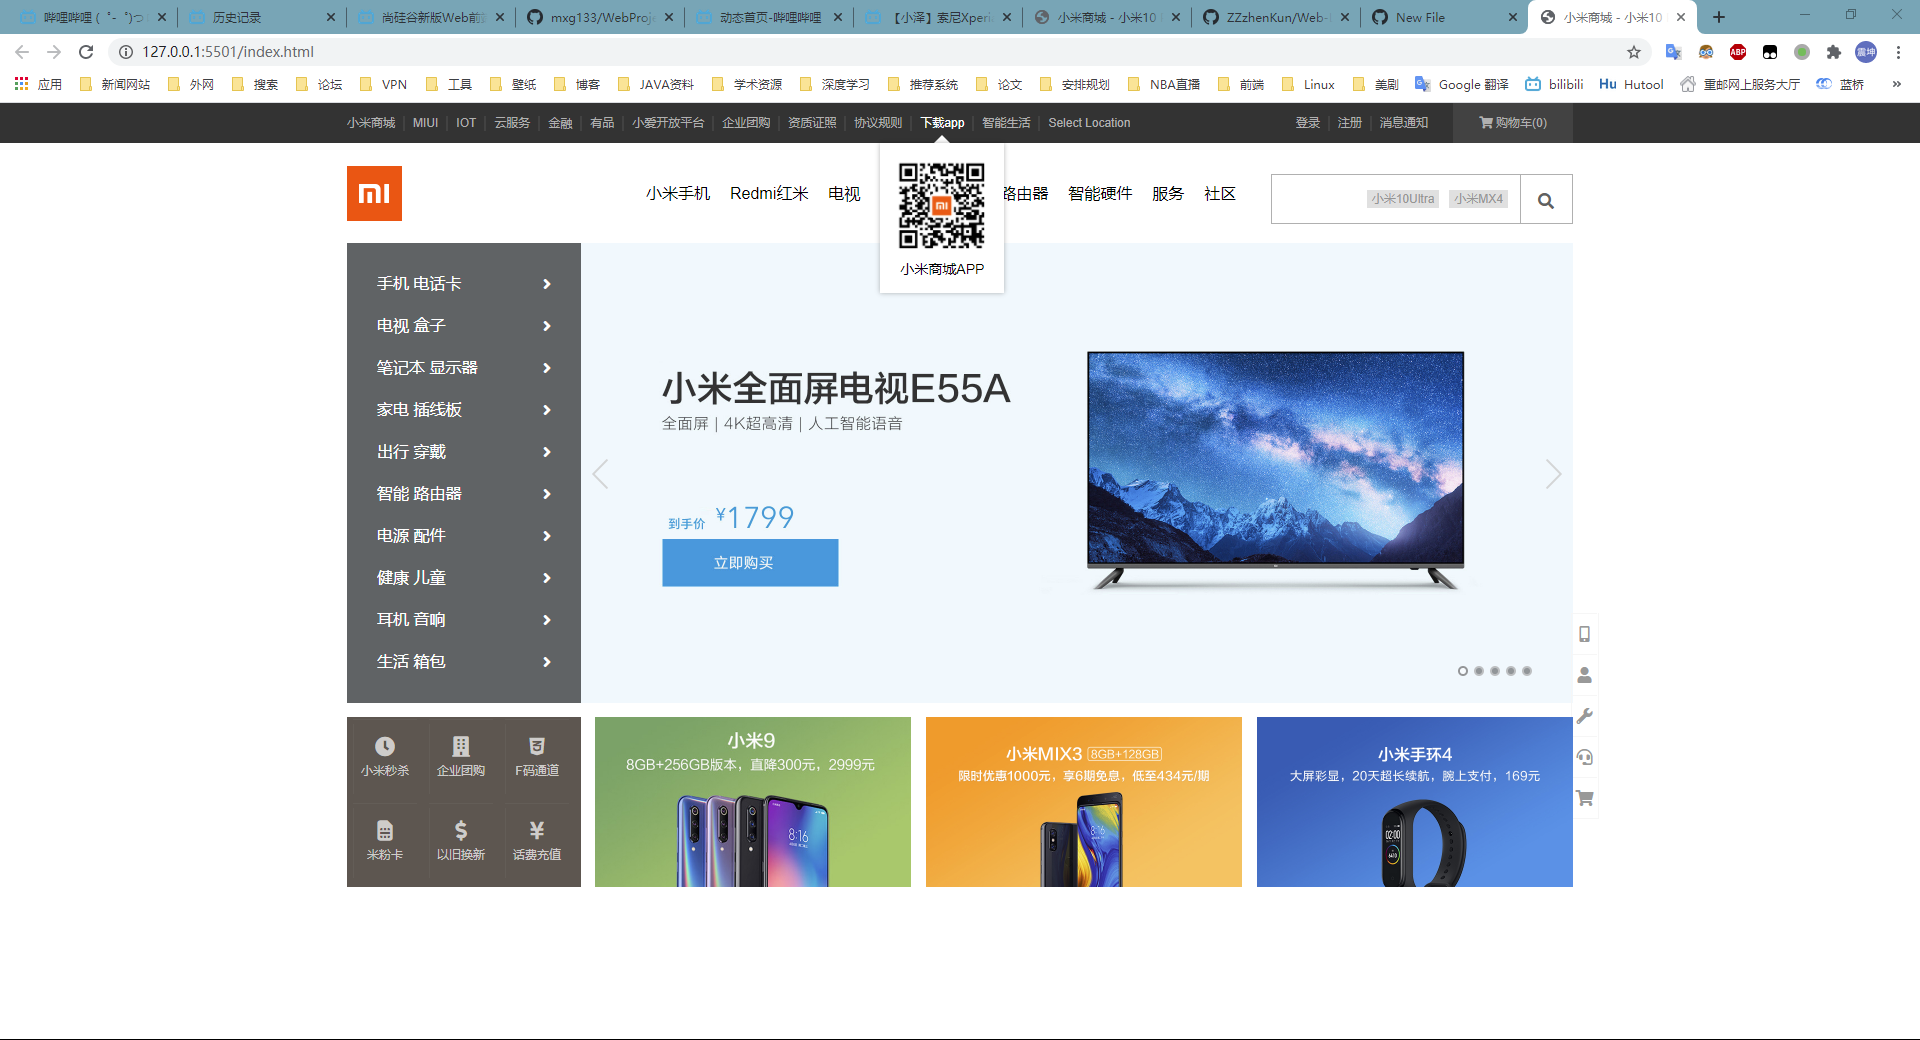 哔哩哔哩 ( ゜- ゜)つ
历史记录
尚硅谷新版Web前
mxg133/WebProj
动态首页-哔哩哔哩
【小泽】索尼Xperi
小米商城 - 小米10
ZZzhenKun/Web-
New File
小米商城 - 小米10
127.0.0.1:5501/index.html
ABP
震坤
应用 新闻网站 外网 搜索 论坛 VPN 工具 壁纸 博客 JAVA资料 学术资源 深度学习 推荐系统 论文 安排规划 NBA直播 前端 Linux 美剧 Google 翻译 bilibili Hu Hutool 重邮网上服务大厅 蓝桥 »
小米商城 | MIUI | IOT | 云服务 | 金融 | 有品 | 小爱开放平台 | 企业团购 | 资质证照 | 协议规则 | 下载app | 智能生活 | Select Location
登录 | 注册 | 消息通知 购物车(0)
小米手机 Redmi红米 电视 路由器 智能硬件 服务 社区
小米10Ultra 小米MX4
小米商城APP
手机 电话卡
电视 盒子
笔记本 显示器
家电 插线板
出行 穿戴
智能 路由器
电源 配件
健康 儿童
耳机 音响
生活 箱包
小米全面屏电视E55A
全面屏 | 4K超高清 | 人工智能语音
到手价 ¥1799
立即购买
小米秒杀 企业团购 F码通道
米粉卡 以旧换新 话费充值
小米9
8GB+256GB版本，直降300元，2999元
8:16
小米MIX3 8GB+128GB
限时优惠1000元，享6期免息，低至434元/期
8:16
小米手环4
大屏彩显，20天超长续航，腕上支付，169元
02:00